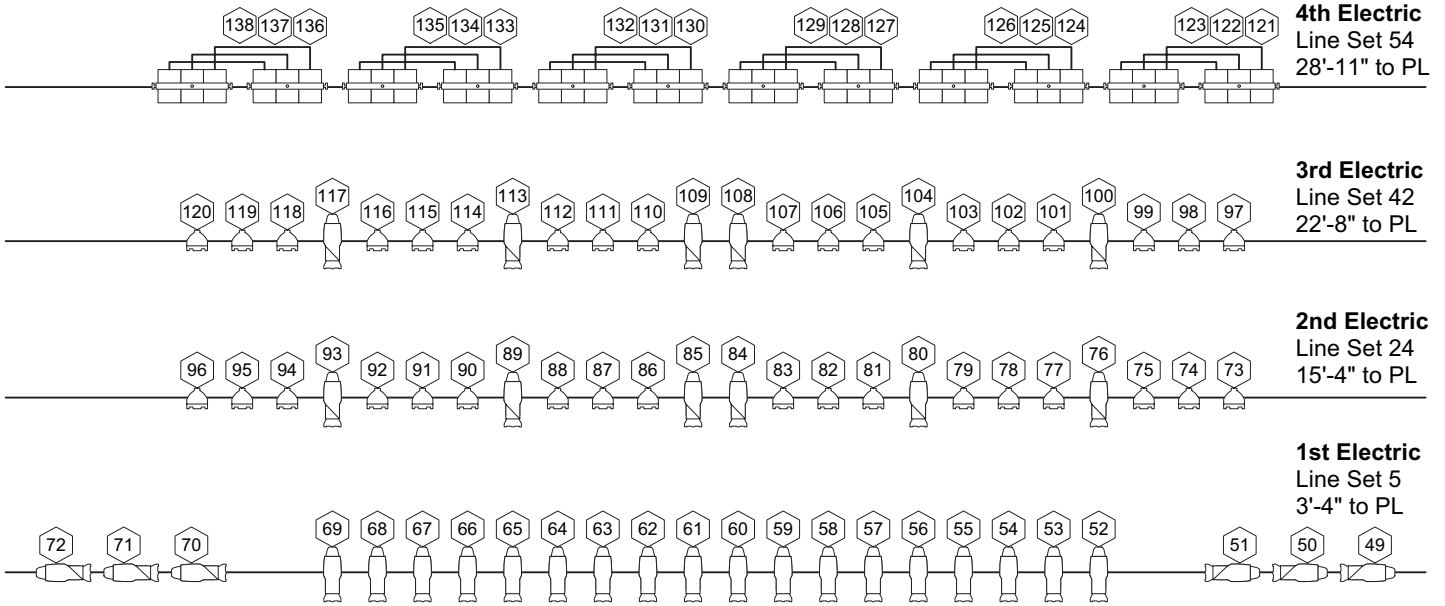 138 137 136 135 134 133 132 131 130 129 128 127 126 125 124 123 122 121
4th Electric
Line Set 54
28'-11" to PL
120 119 118 117 116 115 114 113 112 111 110 109 108 107 106 105 104 103 102 101 100 99 98 97
3rd Electric
Line Set 42
22'-8" to PL
96 95 94 93 92 91 90 89 88 87 86 85 84 83 82 81 80 79 78 77 76 75 74 73
2nd Electric
Line Set 24
15'-4" to PL
1st Electric
Line Set 5
3'-4" to PL
72 71 70 69 68 67 66 65 64 63 62 61 60 59 58 57 56 55 54 53 52 51 50 49